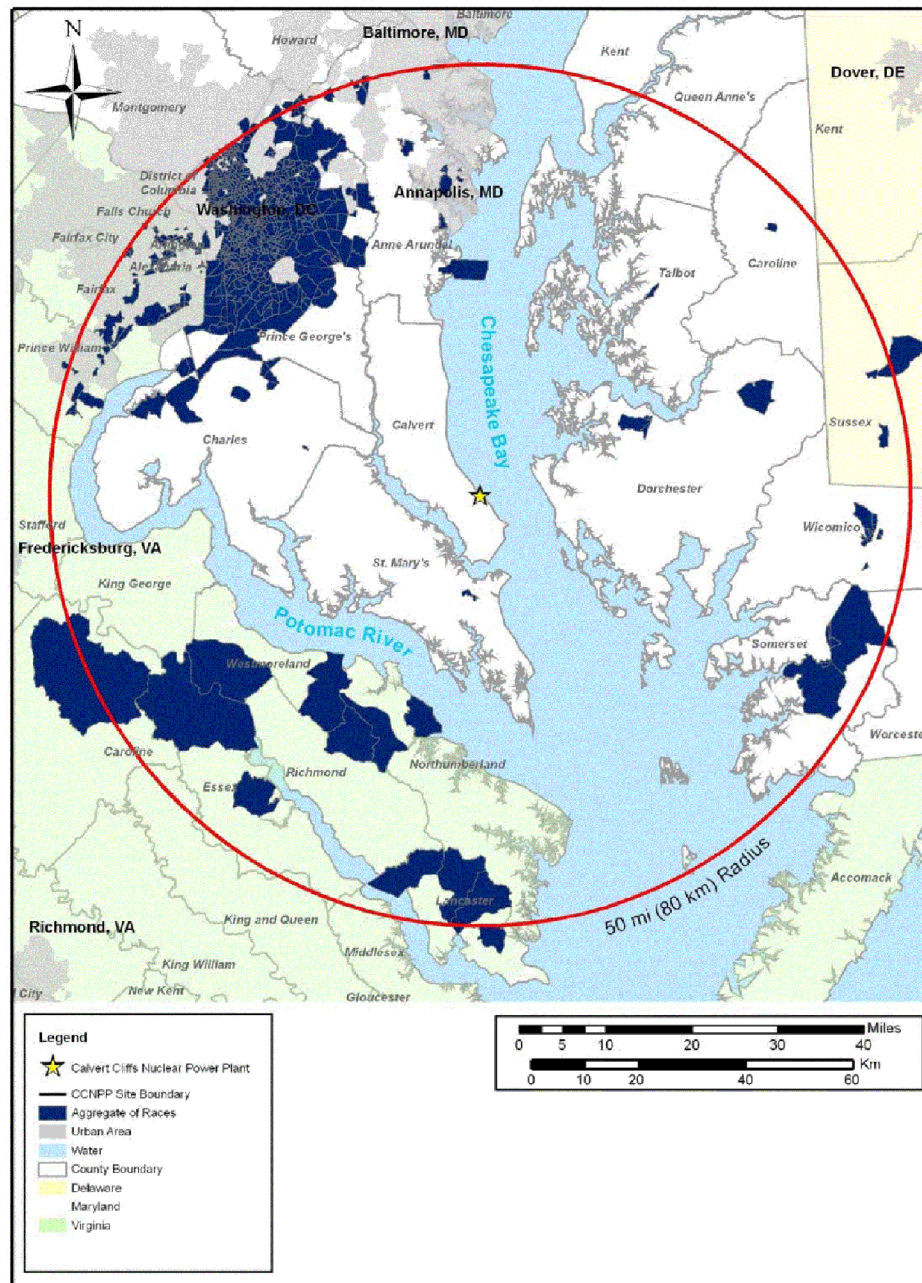 Baltimore
Baltimore, MD
Howard
N
Kent
Dover, DE
Queen Anne's
Montgomery
Kent
District of
Columbia
Annapolis, MD
Falls Church
Washington, DC
Fairfax City
Anne Arundel
Alexandria
Talbot
Caroline
Fairfax
Prince George's
Prince William
Chesapeake Bay
Calvert
Sussex
Charles
Dorchester
Stafford
Wicomico
Fredericksburg, VA
St. Mary's
King George
Potomac River
Somerset
Westmoreland
Worcester
Caroline
Richmond
Northumberland
Essex
50 mi (80 km) Radius
Accomack
Lancaster
Richmond, VA
King and Queen
Middlesex
King William
New Kent
d City
Gloucester
Legend
Calvert Cliffs Nuclear Power Plant
CCNPP Site Boundary
Aggregate of Races
Urban Area
Water
County Boundary
Delaware
Maryland
Virginia
Miles
0 5 10 20 30 40
Km
0 10 20 40 60